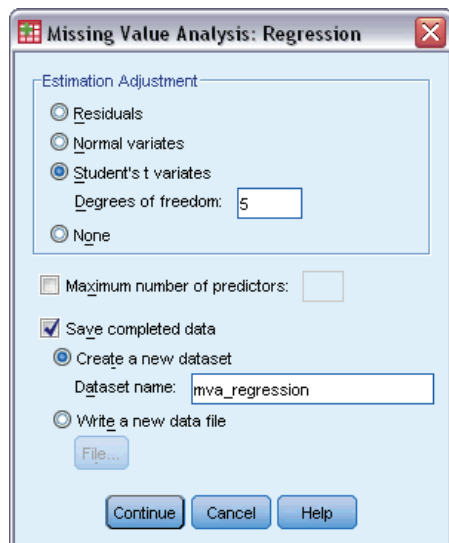 Missing Value Analysis: Regression
Estimation Adjustment
Residuals
Normal variates
Student's t variates
Degrees of freedom: 5
None
Maximum number of predictors:
Save completed data
Create a new dataset
Dataset name: mva_regression
Write a new data file
File...
Continue Cancel Help